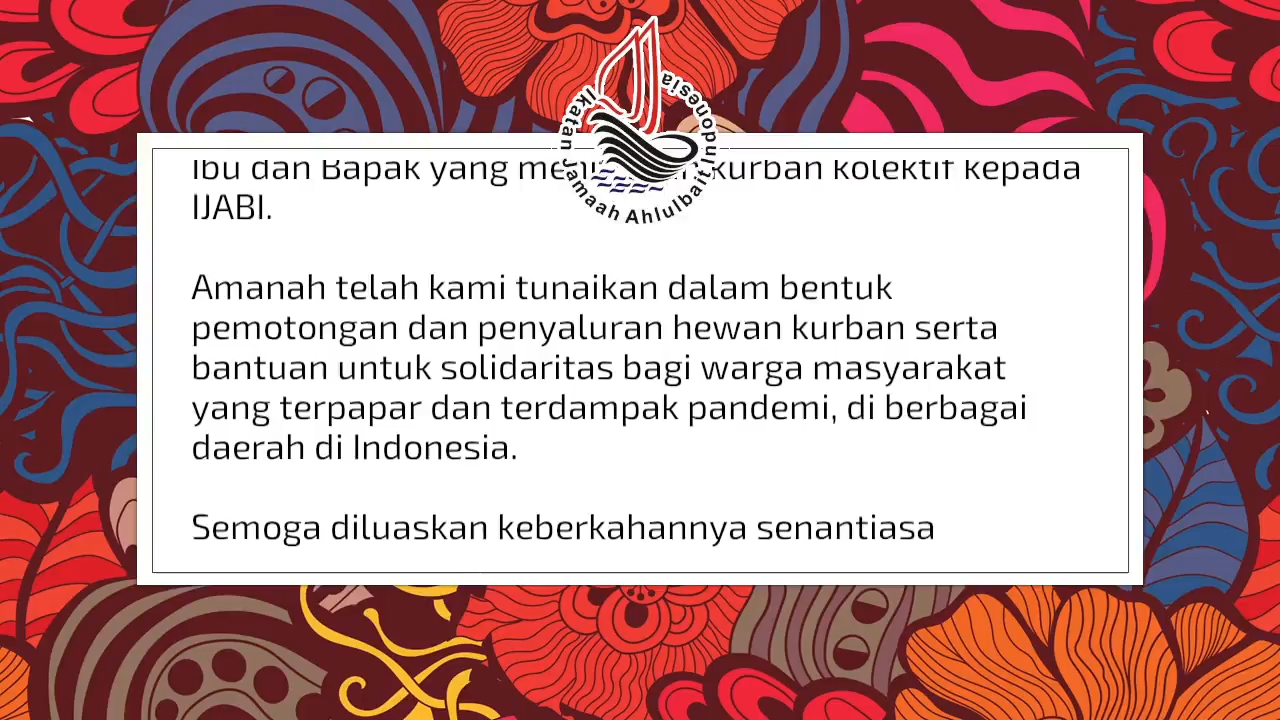 Ikatan Jamaah Ahlulbait Indonesia
Ibu dan Bapak yang kurban kolektif kepada
IJABI.
Amanah telah kami tunaikan dalam bentuk
pemotongan dan penyaluran hewan kurban serta
bantuan untuk solidaritas bagi warga masyarakat
yang terpapar dan terdampak pandemi, di berbagai
daerah di Indonesia.
Semoga diluaskan keberkahannya senantiasa